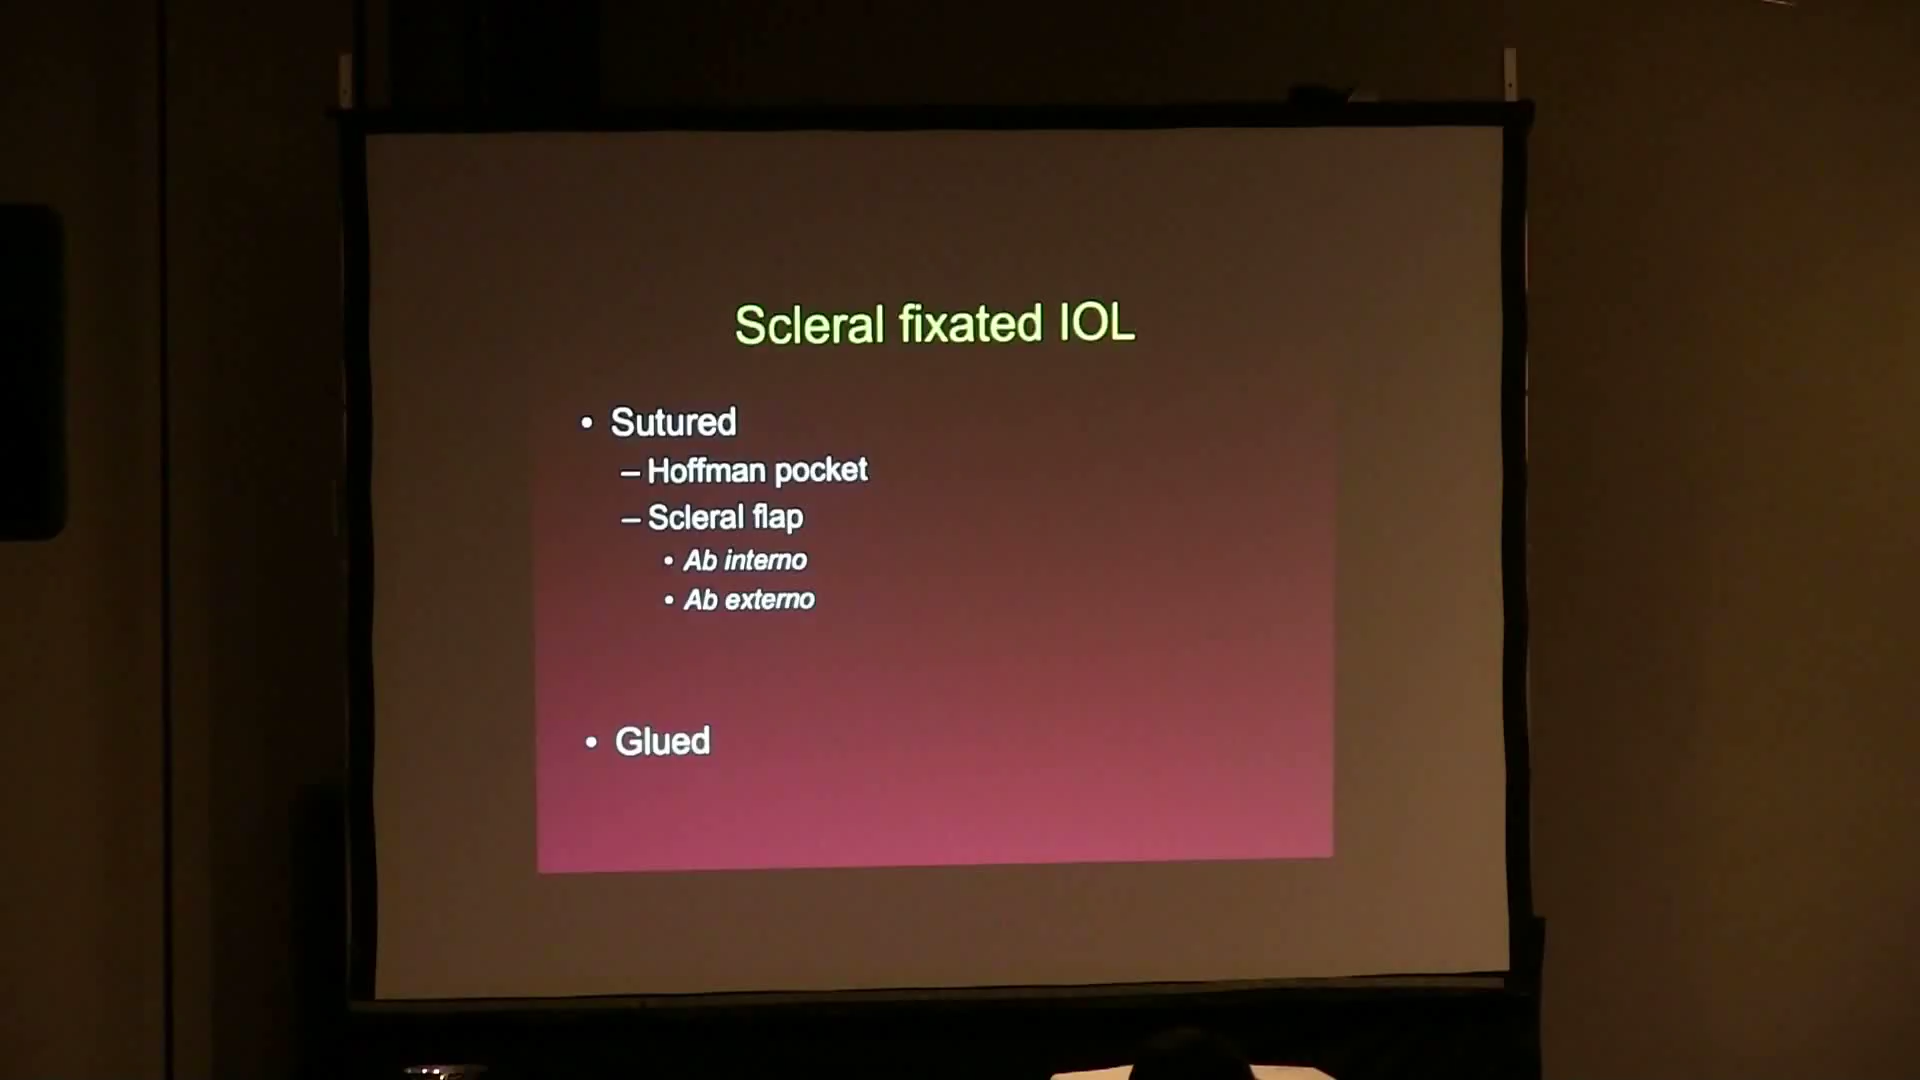 Scleral fixated IOL
• Sutured
– Hoffman pocket
– Scleral flap
• Ab interno
• Ab externo
• Glued